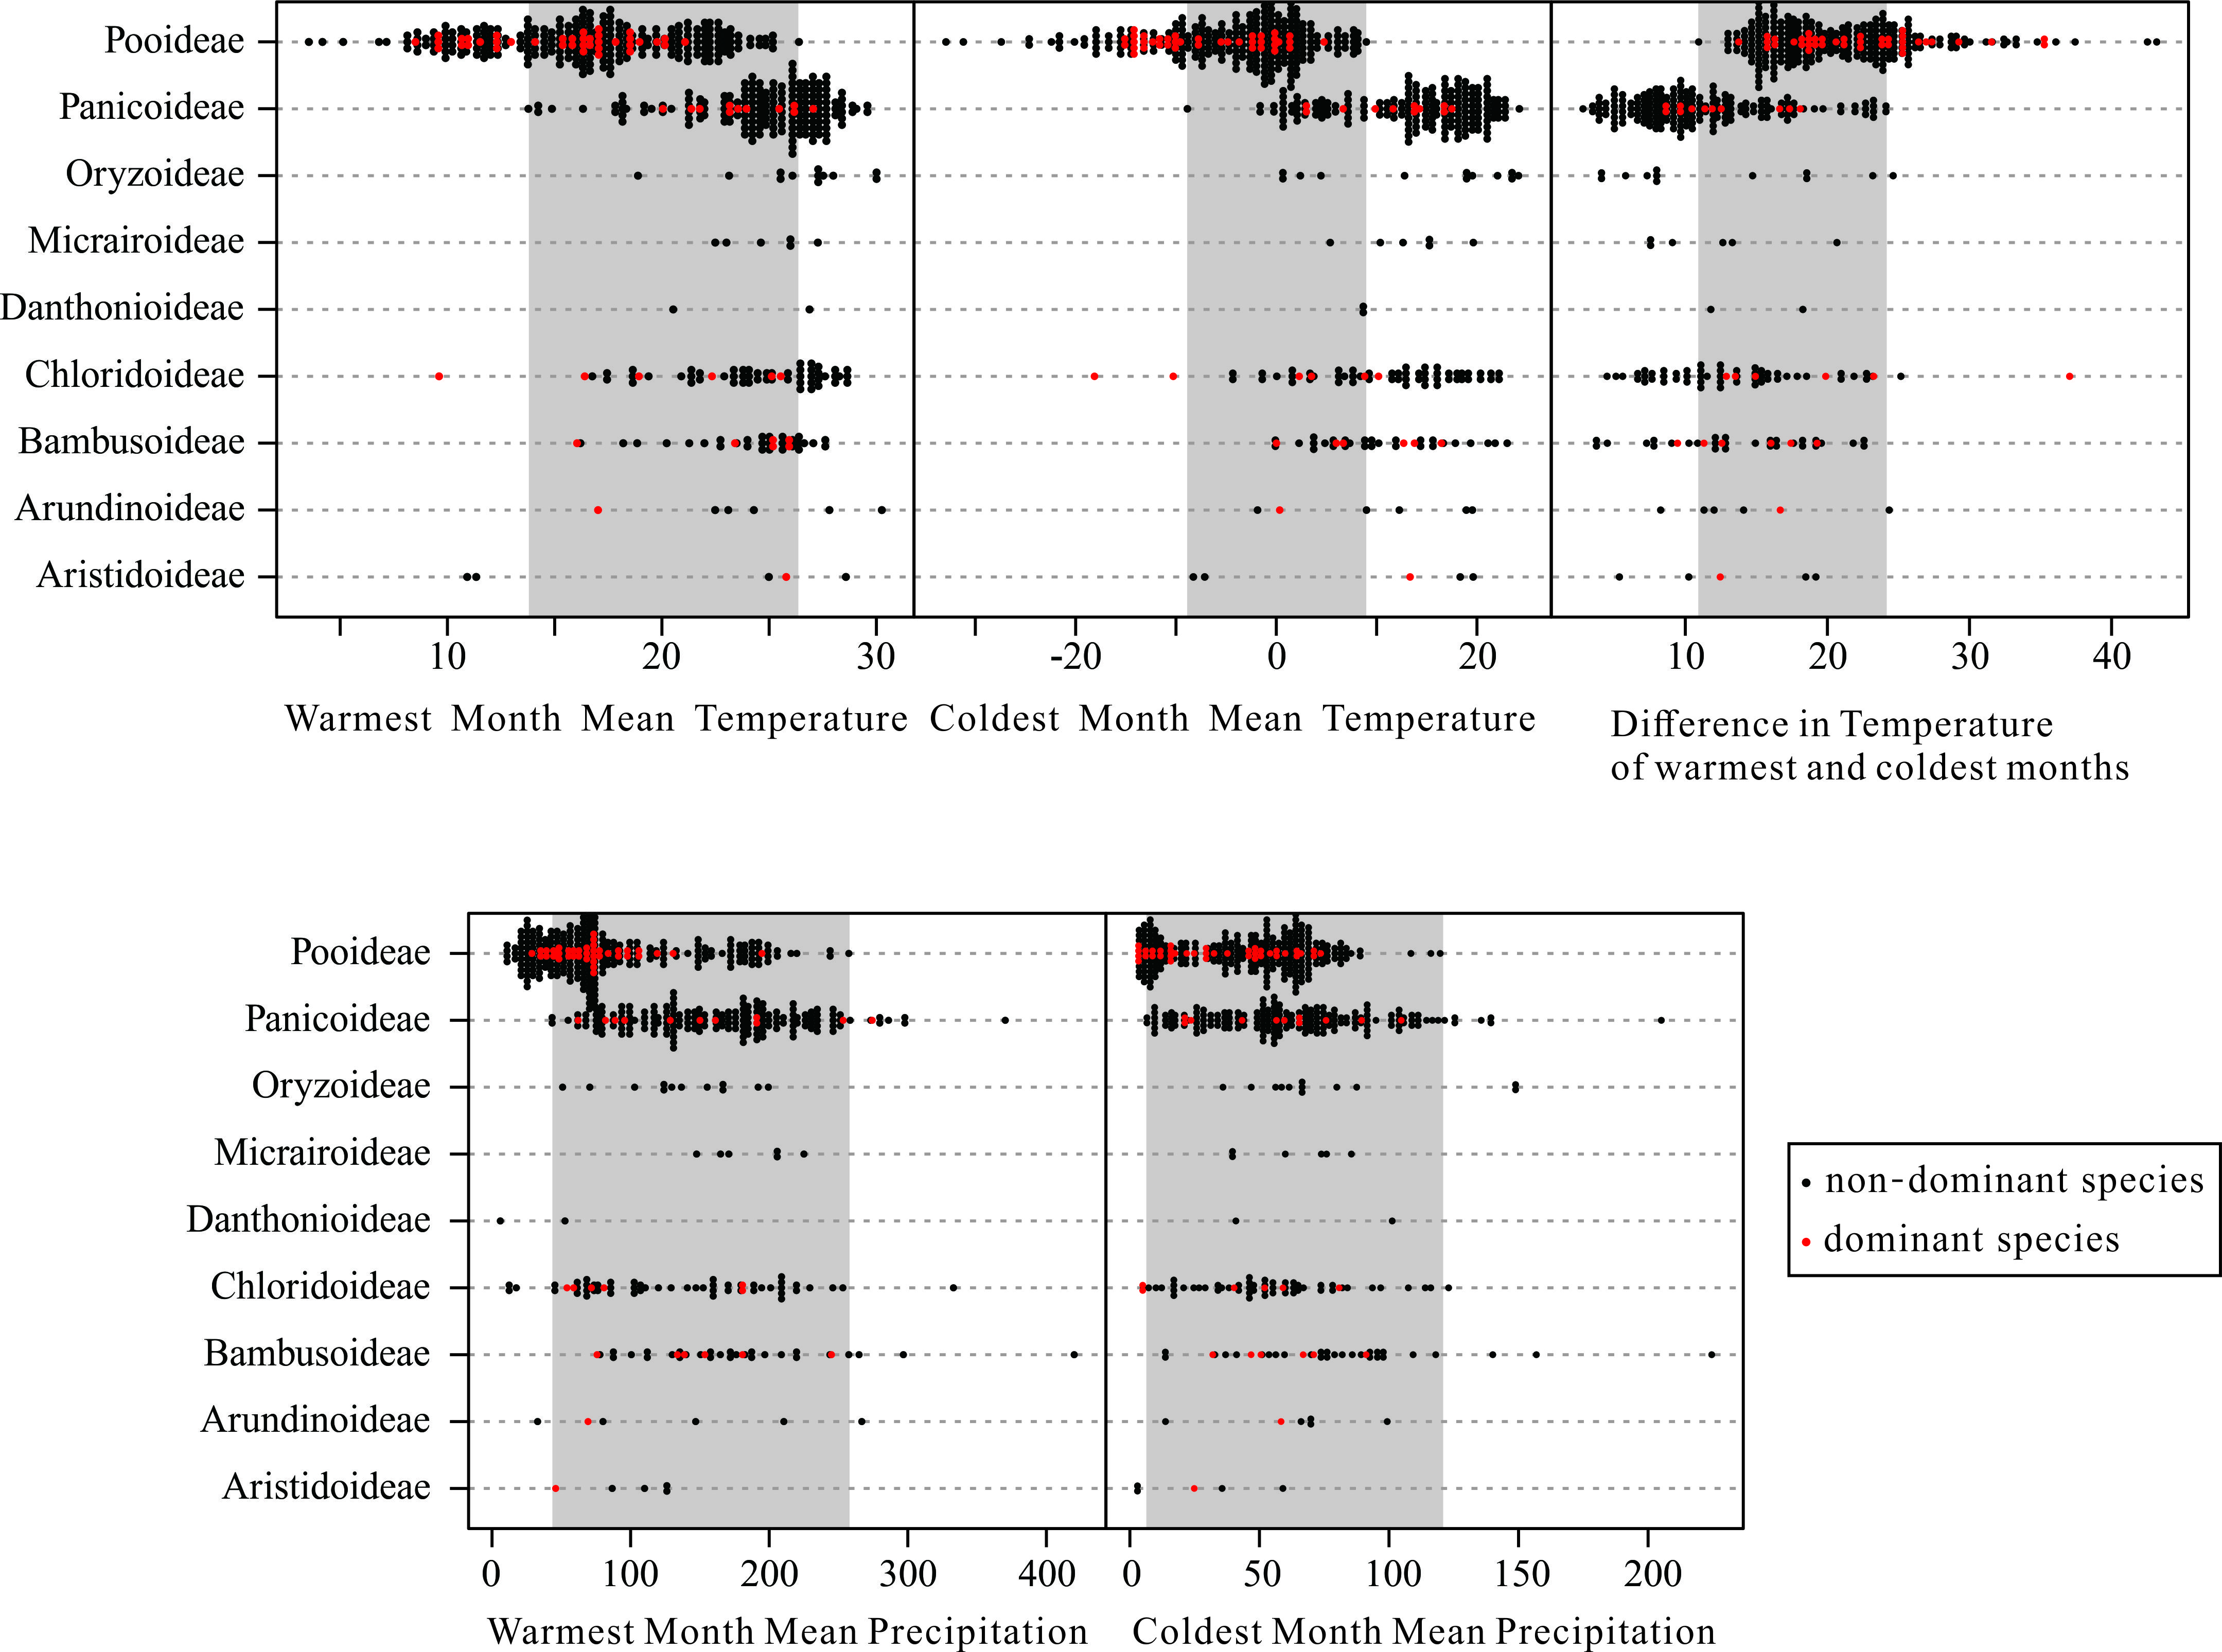 Pooideae
Panicoideae
Oryzoideae
Micrairoideae
Danthonioideae
Chloridoideae
Bambusoideae
Arundinoideae
Aristidoideae
10 20 30 -20 0 20 10 20 30 40
Warmest Month Mean Temperature Coldest Month Mean Temperature Difference in Temperature
of warmest and coldest months
Pooideae
Panicoideae
Oryzoideae
Micrairoideae
Danthonioideae
Chloridoideae
Bambusoideae
Arundinoideae
Aristidoideae
non-dominant species
dominant species
0 100 200 300 400 0 50 100 150 200
Warmest Month Mean Precipitation Coldest Month Mean Precipitation